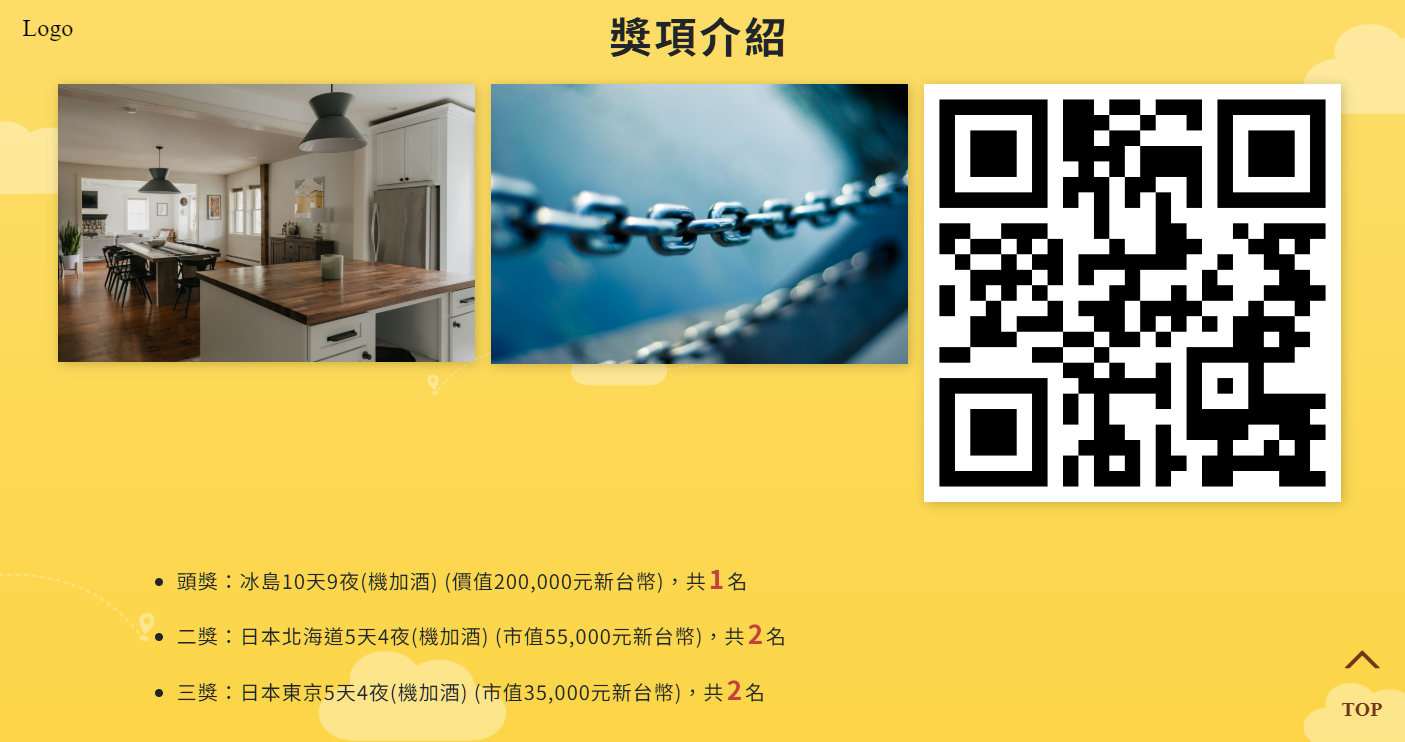 Logo
獎項介紹
頭獎：冰島10天9夜(機加酒) (價值200,000元新台幣)，共1名
二獎：日本北海道5天4夜(機加酒) (市值55,000元新台幣)，共2名
三獎：日本東京5天4夜(機加酒) (市值35,000元新台幣)，共2名
TOP